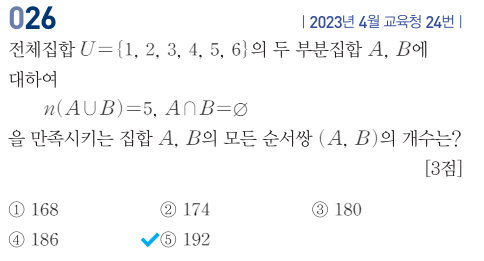 026
| 2023년 4월 교육청 24번 |
전체집합 U={1, 2, 3, 4, 5, 6}의 두 부분집합 A, B에
대하여
n(A∪B)=5, A∩B=∅
을 만족시키는 집합 A, B의 모든 순서쌍 (A, B)의 개수는?
[3점]
① 168 ② 174 ③ 180
④ 186 ⑤ 192